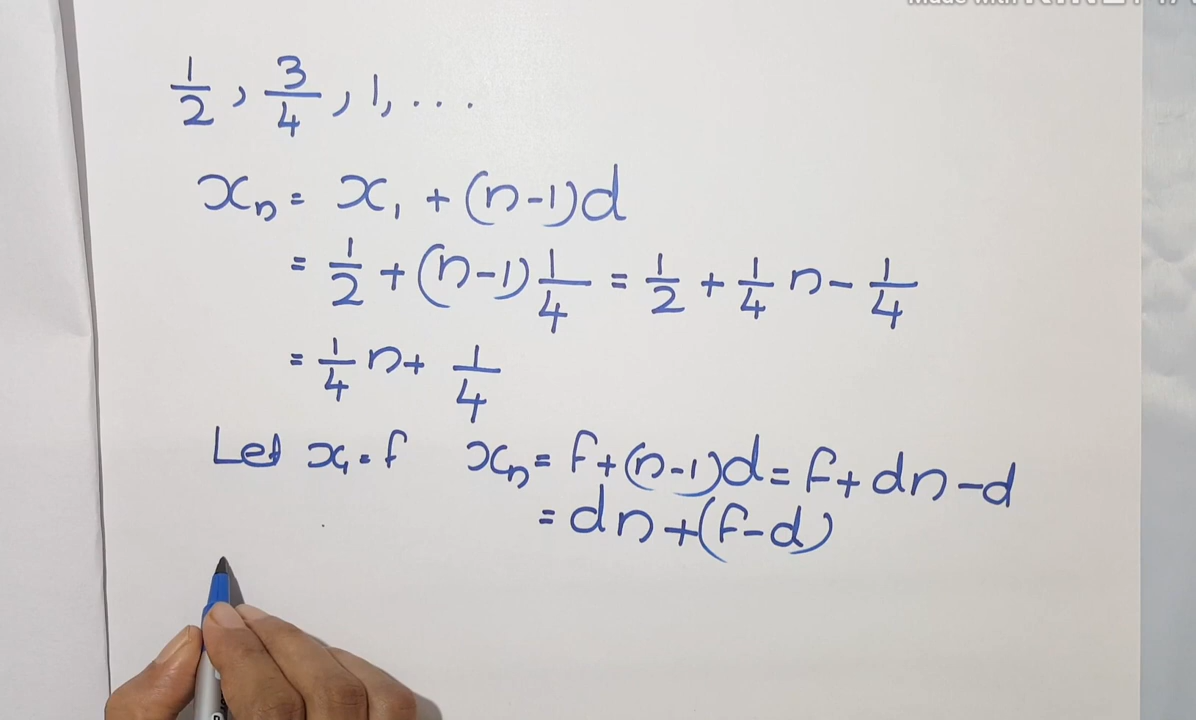 1/2, 3/4, 1, ...
xₙ = x₁ + (n-1)d
= 1/2 + (n-1) 1/4 = 1/2 + 1/4 n - 1/4
= 1/4 n + 1/4
Let x₁ = f xₙ = f + (n-1)d = f + dn - d
= dn + (f-d)